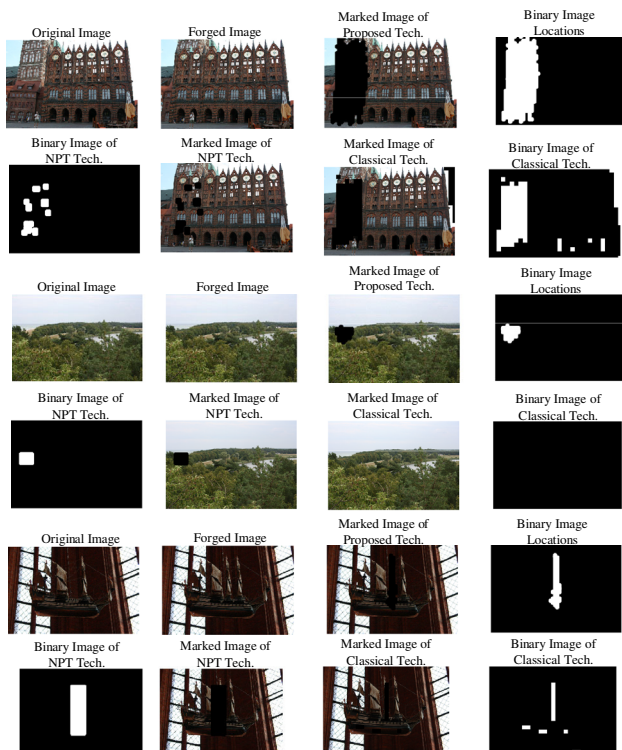 Original Image
Forged Image
Marked Image of
Proposed Tech.
Binary Image
Locations
Binary Image of
NPT Tech.
Marked Image of
NPT Tech.
Marked Image of
Classical Tech.
Binary Image of
Classical Tech.
Original Image
Forged Image
Marked Image of
Proposed Tech.
Binary Image
Locations
Binary Image of
NPT Tech.
Marked Image of
NPT Tech.
Marked Image of
Classical Tech.
Binary Image of
Classical Tech.
Original Image
Forged Image
Marked Image of
Proposed Tech.
Binary Image
Locations
Binary Image of
NPT Tech.
Marked Image of
NPT Tech.
Marked Image of
Classical Tech.
Binary Image of
Classical Tech.